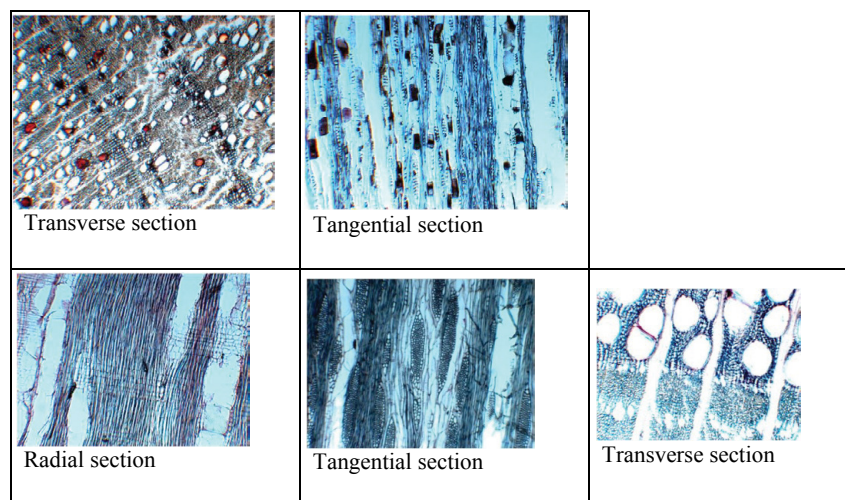 Transverse section
Tangential section
Radial section
Tangential section
Transverse section